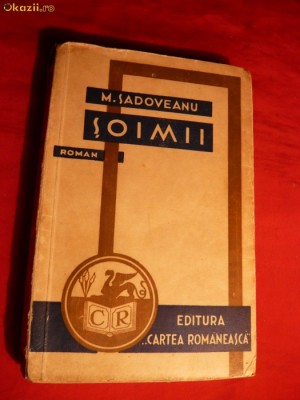 Okazii.ro
M. SADOVEANU
ŞOIMII
ROMAN
CR
EDITURA
„CARTEA ROMÂNEASCĂ"